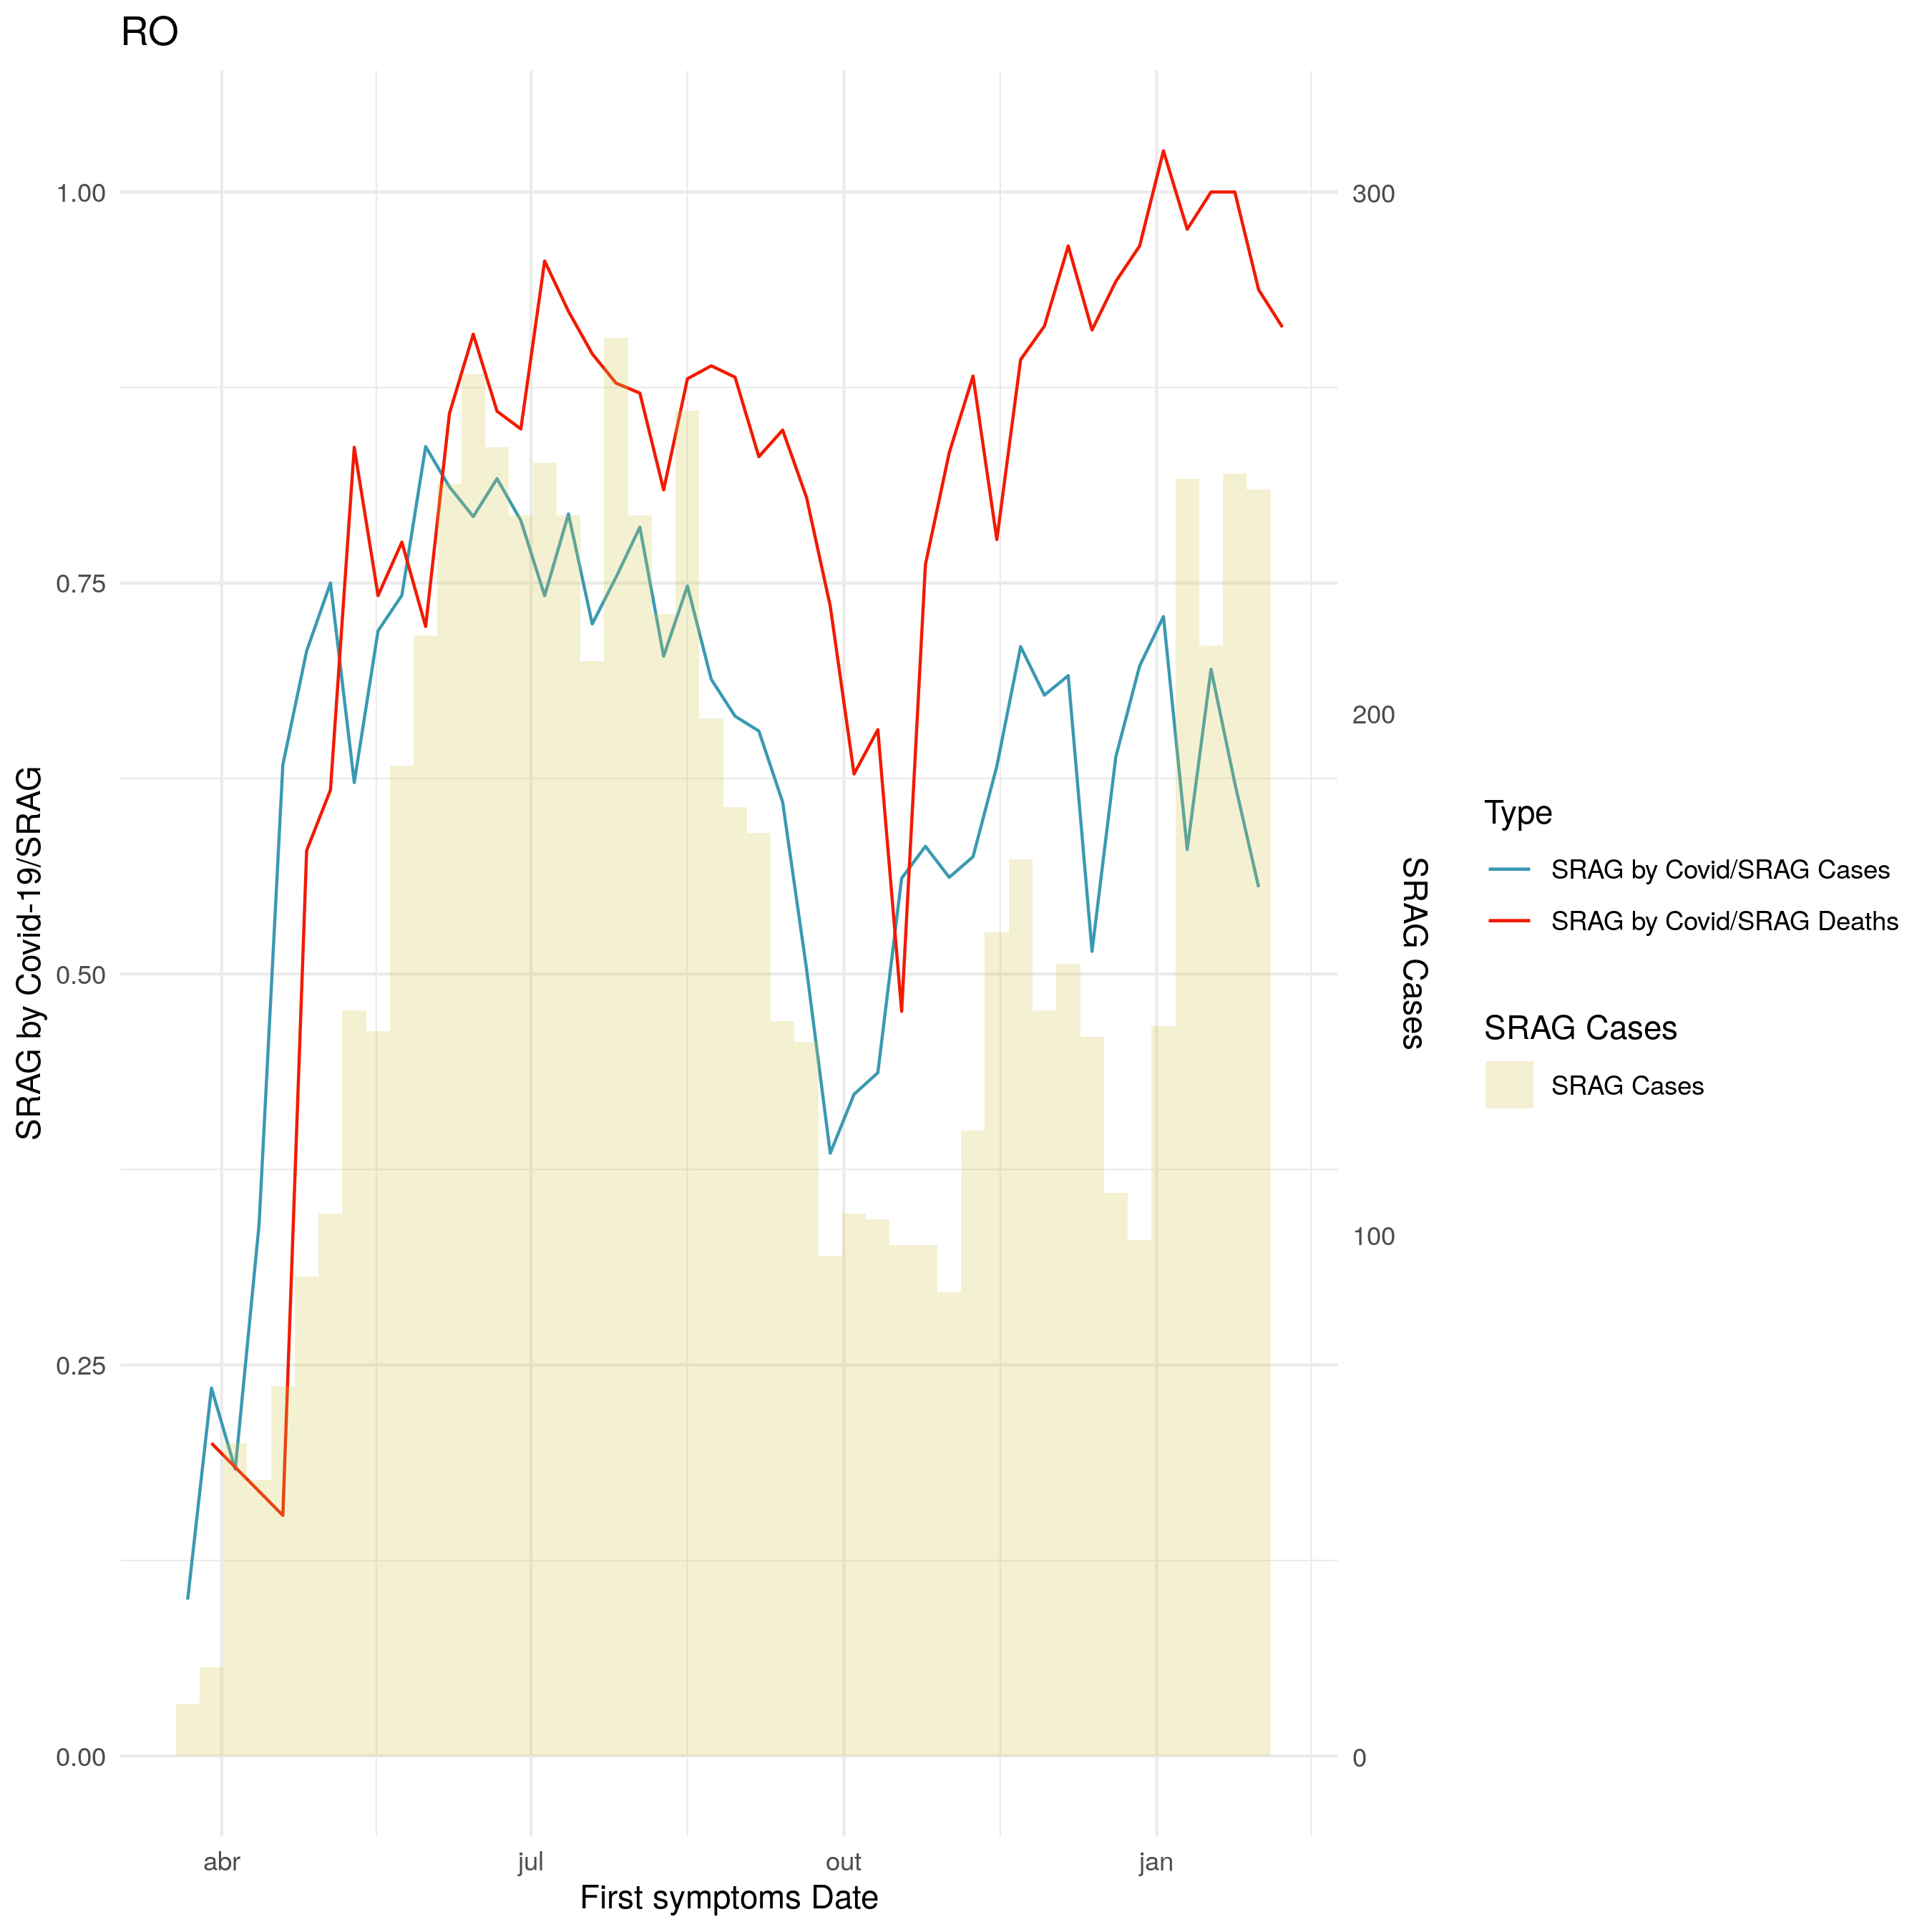 RO
1.00
0.75
0.50
0.25
0.00
SRAG by Covid-19/SRAG
300
200
100
0
SRAG Cases
abr
jul
out
jan
First symptoms Date
Type
SRAG by Covid/SRAG Cases
SRAG by Covid/SRAG Deaths
SRAG Cases
SRAG Cases